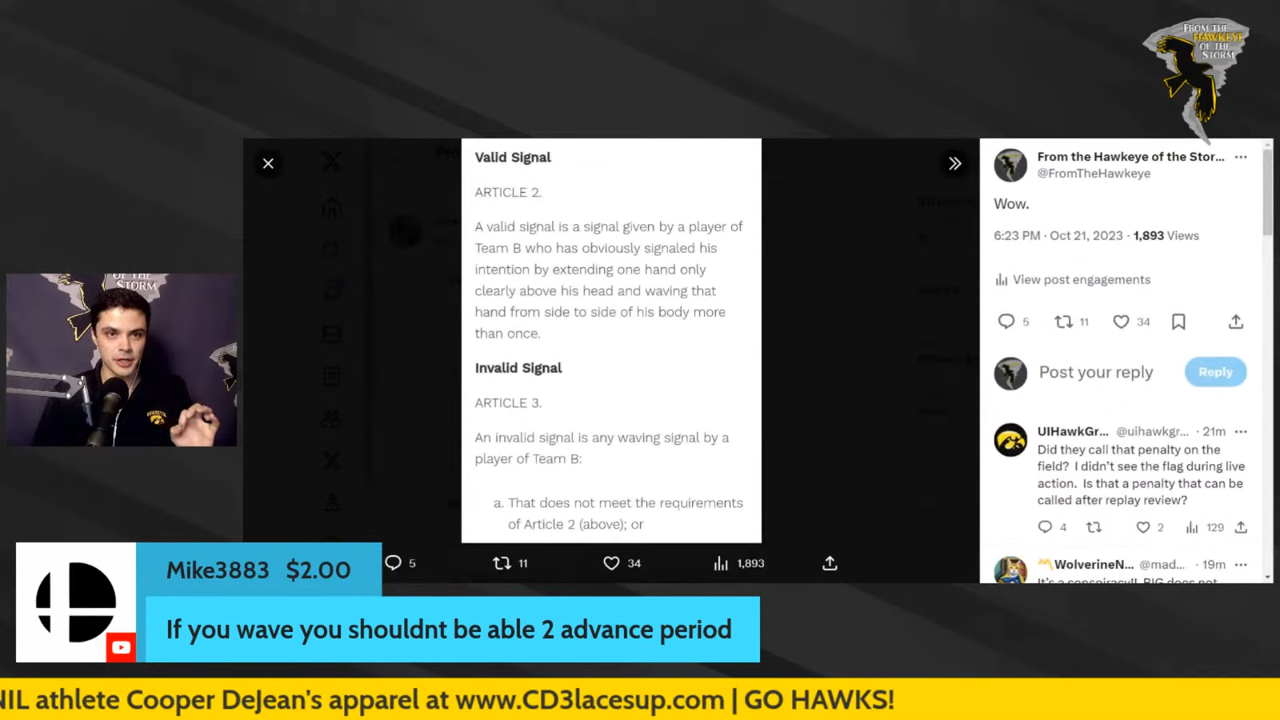 FROM THE
HAWKEYE
OF THE
STORM
Valid Signal
ARTICLE 2.
A valid signal is a signal given by a player of
Team B who has obviously signaled his
intention by extending one hand only
clearly above his head and waving that
hand from side to side of his body more
than once.
Invalid Signal
ARTICLE 3.
An invalid signal is any waving signal by a
player of Team B:
a. That does not meet the requirements
of Article 2 (above); or
5
11
34
1,893
From the Hawkeye of the Stor... ···
@FromTheHawkeye
Wow.
6:23 PM · Oct 21, 2023 · 1,893 Views
View post engagements
5
11
34
Post your reply
Reply
UIHawkGr... @uihawkgr... · 21m ···
Did they call that penalty on the
field? I didn't see the flag during live
action. Is that a penalty that can be
called after replay review?
4
2
129
WolverineN... @mad... · 19m ···
It's a conspiracy!! BIG does not
OF THE
STORM
Mike3883 $2.00
If you wave you shouldnt be able 2 advance period
NIL athlete Cooper DeJean's apparel at www.CD3lacesup.com | GO HAWKS!